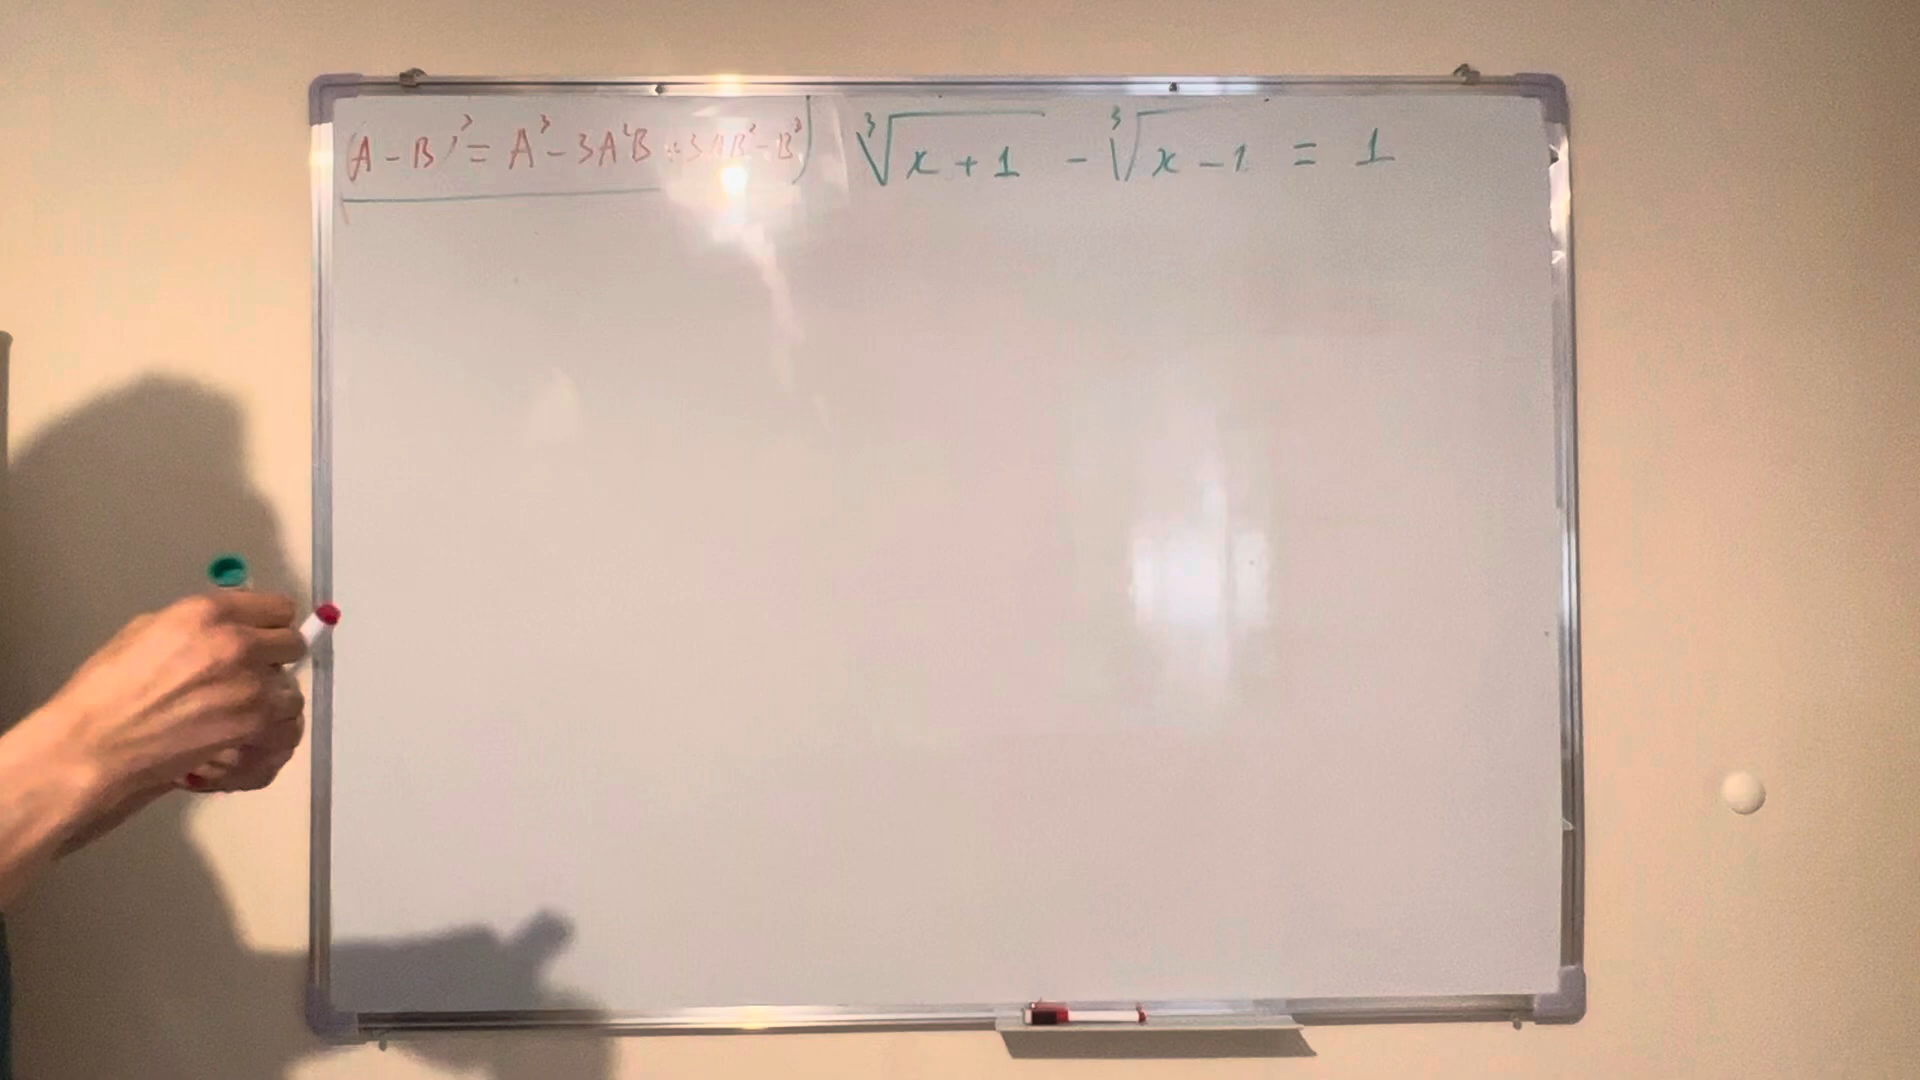 (A - B)³ = A³ - 3A²B + 3AB² - B³
∛(x + 1) - ∛(x - 1) = 1